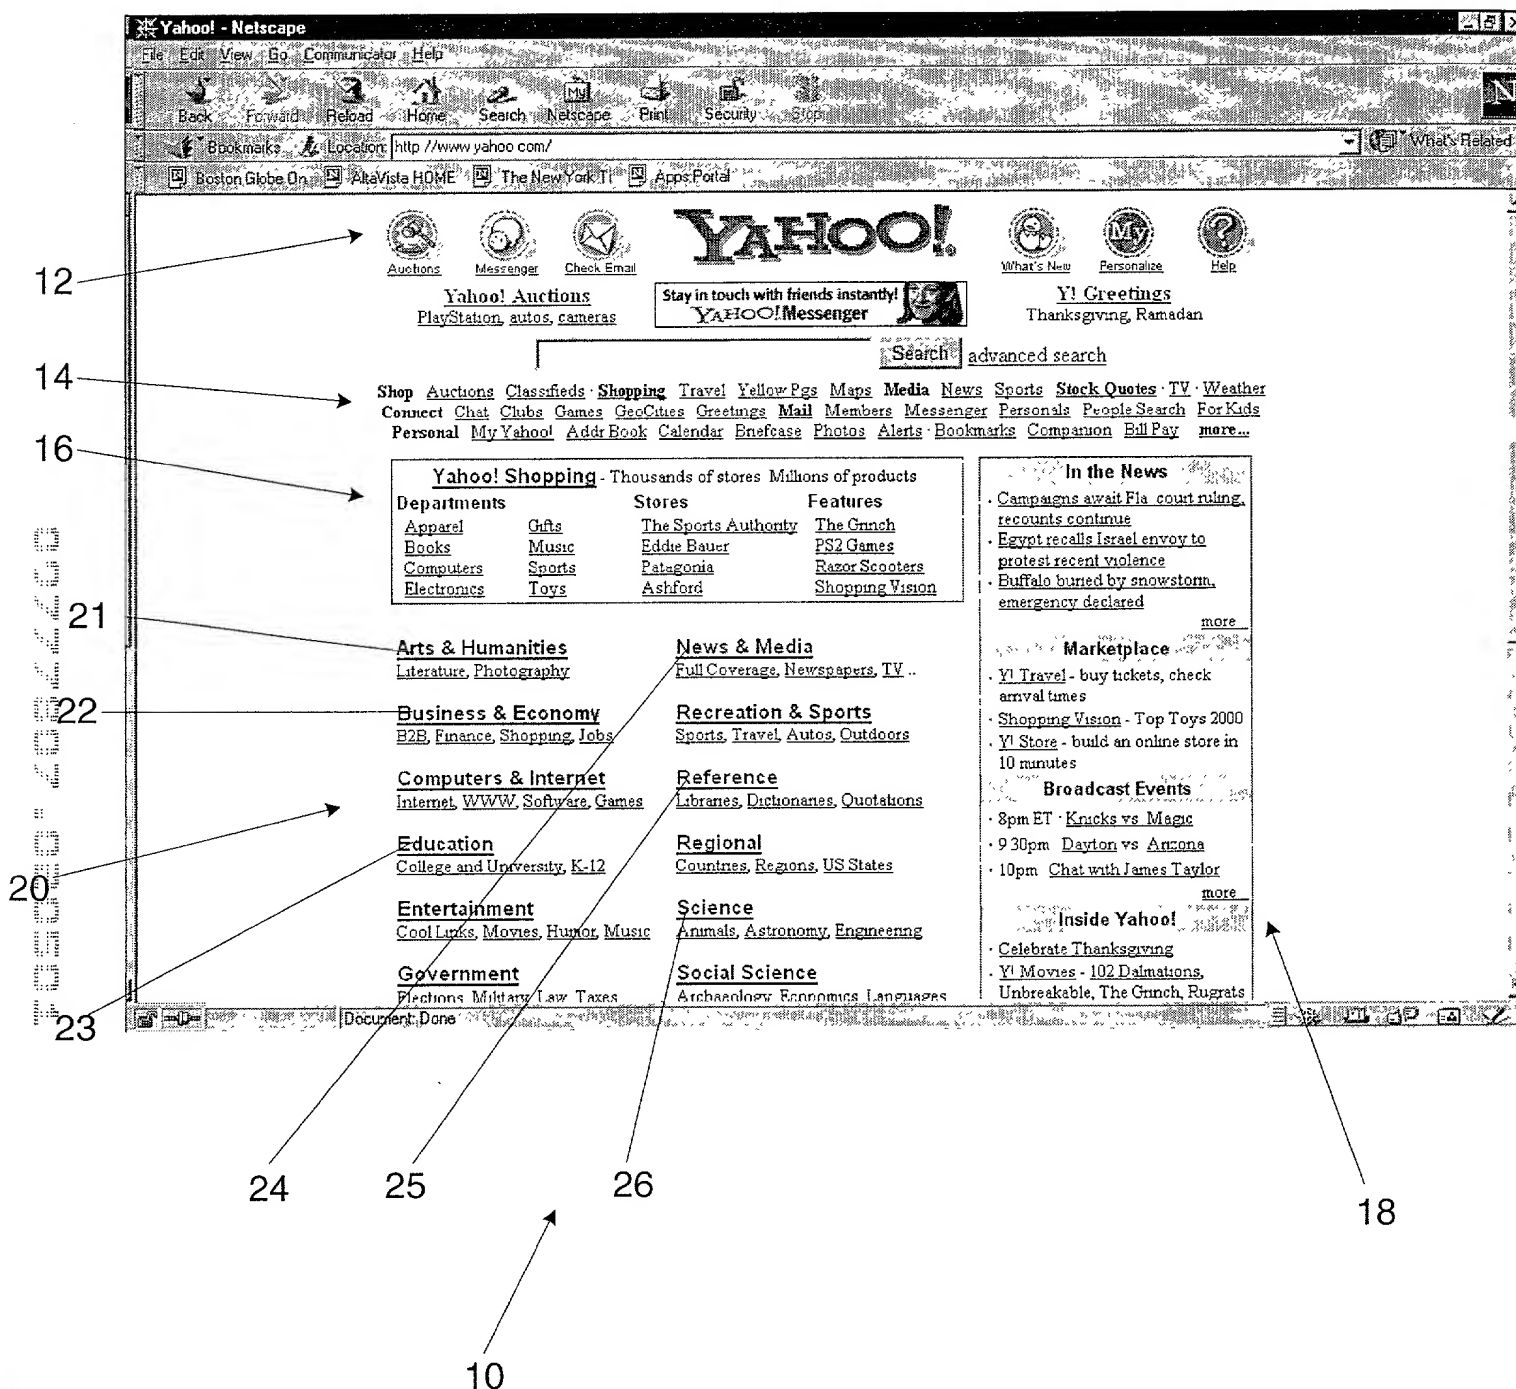 Yahoo! - Netscape
File Edit View Go Communicator Help
Back Forward Reload Home Search Netscape Print Security Stop
My
N
Bookmarks Location: http //www yahoo com/ What's Related
Boston Globe On AltaVista HOME The New York Ti Apps Portal
12
Auctions Messenger Check Email YAHOO! What's New My Personalize ? Help
Yahoo! Auctions
PlayStation, autos, cameras
Stay in touch with friends instantly!
YAHOO! Messenger
Y! Greetings
Thanksgiving, Ramadan
Search advanced search
14
Shop Auctions Classifieds · Shopping Travel Yellow Pgs Maps Media News Sports Stock Quotes · TV · Weather
Connect Chat Clubs Games GeoCities Greetings Mail Members Messenger Personals People Search For Kids
Personal My Yahoo! Addr Book Calendar Briefcase Photos Alerts · Bookmarks Companion Bill Pay more...
16
Yahoo! Shopping - Thousands of stores Millions of products
Departments Stores Features
Apparel Gifts The Sports Authority The Grinch
Books Music Eddie Bauer PS2 Games
Computers Sports Patagonia Razor Scooters
Electronics Toys Ashford Shopping Vision
In the News
· Campaigns await Fla court ruling,
recounts continue
· Egypt recalls Israel envoy to
protest recent violence
· Buffalo buried by snowstorm,
emergency declared
more...
21
Arts & Humanities
Literature, Photography
News & Media
Full Coverage, Newspapers, TV ..
Marketplace
· Y! Travel - buy tickets, check
arrival times
· Shopping Vision - Top Toys 2000
· Y! Store - build an online store in
10 minutes
22
Business & Economy
B2B, Finance, Shopping, Jobs
Recreation & Sports
Sports, Travel, Autos, Outdoors
Computers & Internet
Internet, WWW, Software, Games
Reference
Libraries, Dictionaries, Quotations
Broadcast Events
· 8pm ET · Knicks vs Magic
· 9 30pm Dayton vs Arizona
· 10pm Chat with James Taylor
more...
20
Education
College and University, K-12
Regional
Countries, Regions, US States
Entertainment
Cool Links, Movies, Humor, Music
Science
Animals, Astronomy, Engineering
Inside Yahoo!
· Celebrate Thanksgiving
· Y! Movies - 102 Dalmations,
Unbreakable, The Grinch, Rugrats
Government
Elections Military Law Taxes
Social Science
Archaeology Economics Languages
23
Document: Done
24 25 26
18
10